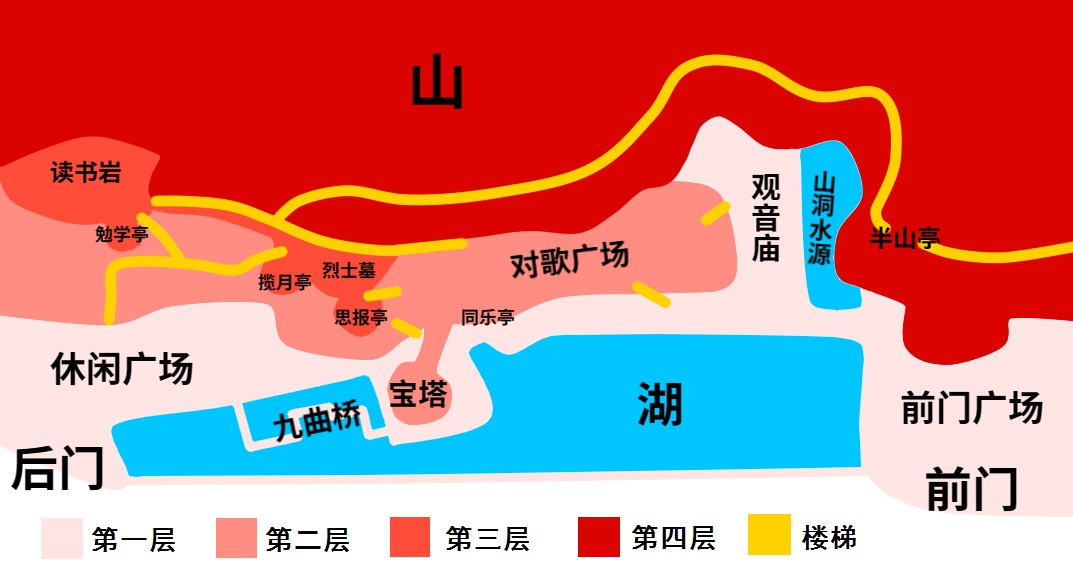 山
读书岩
观音庙
山洞水源
勉学亭
半山亭
对歌广场
烈士墓
揽月亭
思报亭
同乐亭
休闲广场
宝塔
湖
九曲桥
前门广场
后门
前门
第一层
第二层
第三层
第四层
楼梯